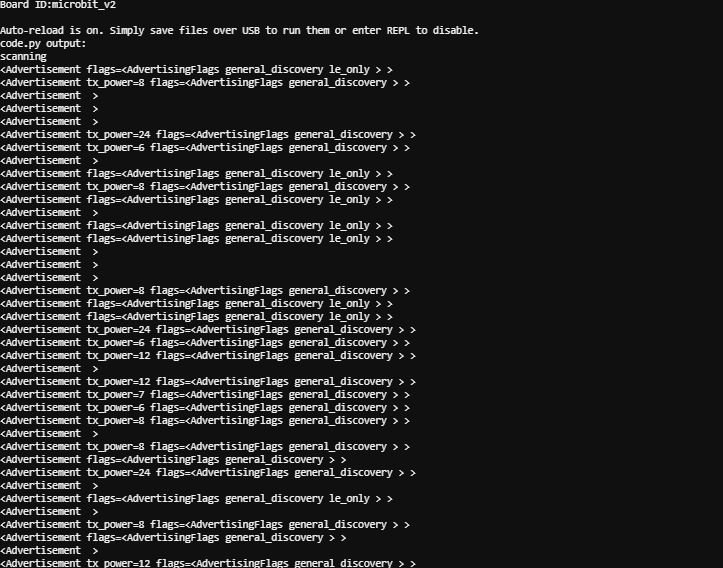 Board ID:microbit_v2
Auto-reload is on. Simply save files over USB to run them or enter REPL to disable.
code.py output:
scanning
<Advertisement flags=<AdvertisingFlags general_discovery le_only > >
<Advertisement tx_power=8 flags=<AdvertisingFlags general_discovery > >
<Advertisement  >
<Advertisement  >
<Advertisement  >
<Advertisement tx_power=24 flags=<AdvertisingFlags general_discovery > >
<Advertisement tx_power=6 flags=<AdvertisingFlags general_discovery > >
<Advertisement  >
<Advertisement flags=<AdvertisingFlags general_discovery le_only > >
<Advertisement tx_power=8 flags=<AdvertisingFlags general_discovery > >
<Advertisement flags=<AdvertisingFlags general_discovery le_only > >
<Advertisement  >
<Advertisement flags=<AdvertisingFlags general_discovery le_only > >
<Advertisement flags=<AdvertisingFlags general_discovery le_only > >
<Advertisement  >
<Advertisement  >
<Advertisement  >
<Advertisement tx_power=8 flags=<AdvertisingFlags general_discovery > >
<Advertisement flags=<AdvertisingFlags general_discovery le_only > >
<Advertisement flags=<AdvertisingFlags general_discovery le_only > >
<Advertisement tx_power=24 flags=<AdvertisingFlags general_discovery > >
<Advertisement tx_power=6 flags=<AdvertisingFlags general_discovery > >
<Advertisement tx_power=12 flags=<AdvertisingFlags general_discovery > >
<Advertisement  >
<Advertisement tx_power=12 flags=<AdvertisingFlags general_discovery > >
<Advertisement tx_power=7 flags=<AdvertisingFlags general_discovery > >
<Advertisement tx_power=6 flags=<AdvertisingFlags general_discovery > >
<Advertisement tx_power=8 flags=<AdvertisingFlags general_discovery > >
<Advertisement  >
<Advertisement tx_power=8 flags=<AdvertisingFlags general_discovery > >
<Advertisement flags=<AdvertisingFlags general_discovery > >
<Advertisement tx_power=24 flags=<AdvertisingFlags general_discovery > >
<Advertisement  >
<Advertisement flags=<AdvertisingFlags general_discovery le_only > >
<Advertisement  >
<Advertisement tx_power=8 flags=<AdvertisingFlags general_discovery > >
<Advertisement flags=<AdvertisingFlags general_discovery > >
<Advertisement  >
<Advertisement tx_power=12 flags=<AdvertisingFlags general_discovery > >